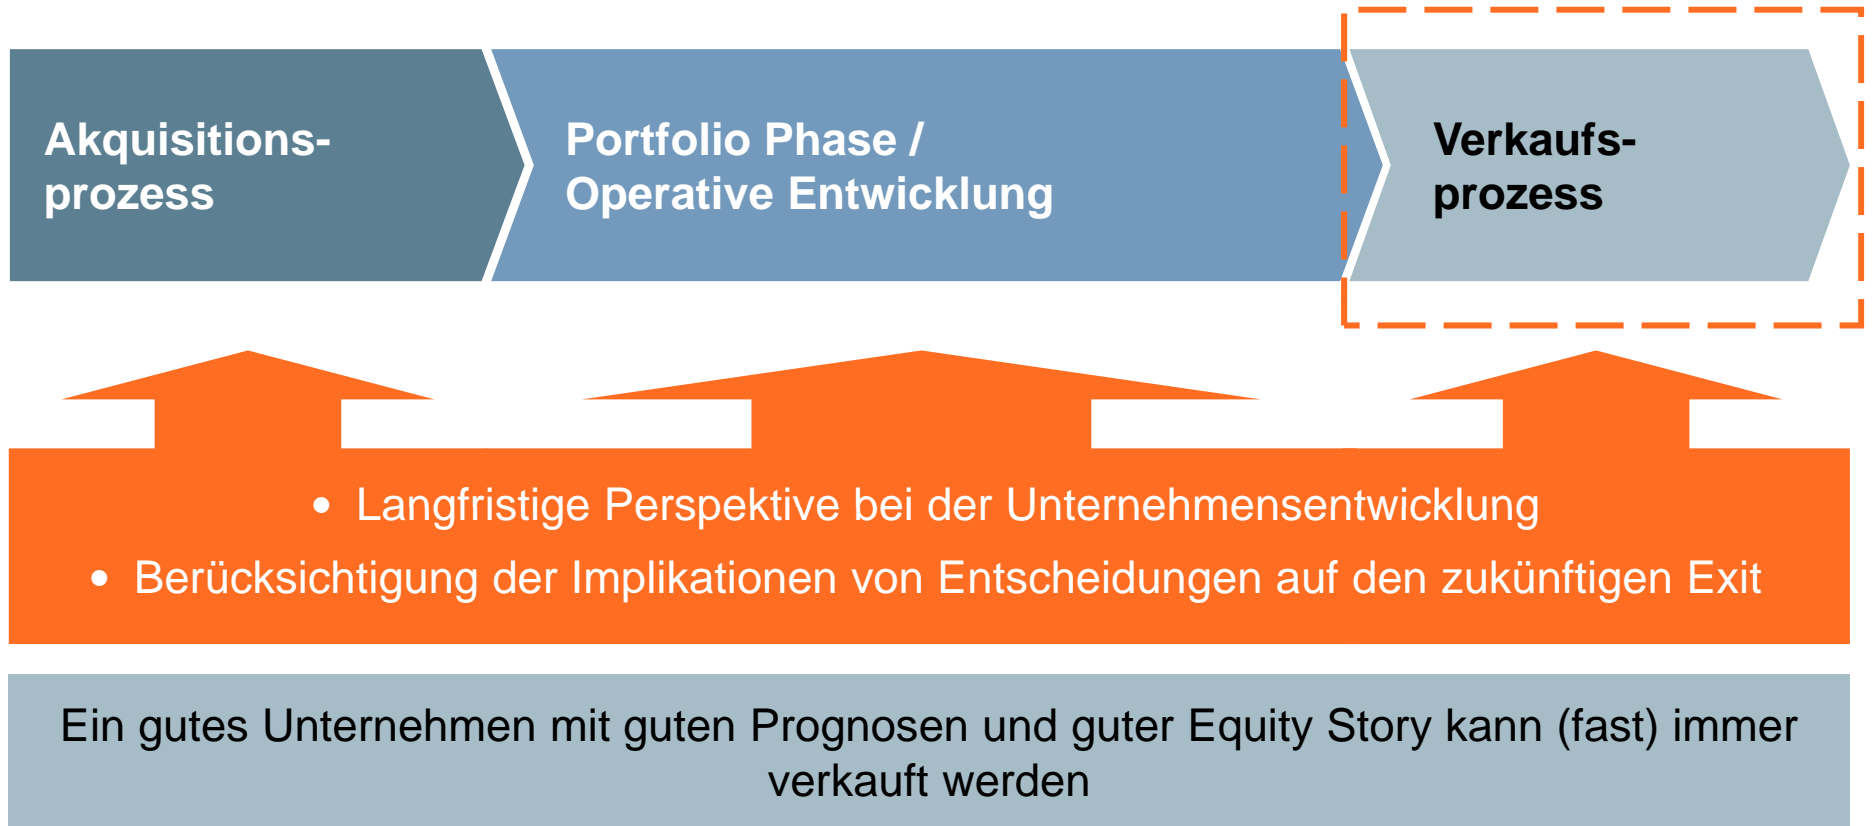 Akquisitions-
prozess
Portfolio Phase /
Operative Entwicklung
Verkaufs-
prozess
• Langfristige Perspektive bei der Unternehmensentwicklung
• Berücksichtigung der Implikationen von Entscheidungen auf den zukünftigen Exit
Ein gutes Unternehmen mit guten Prognosen und guter Equity Story kann (fast) immer
verkauft werden